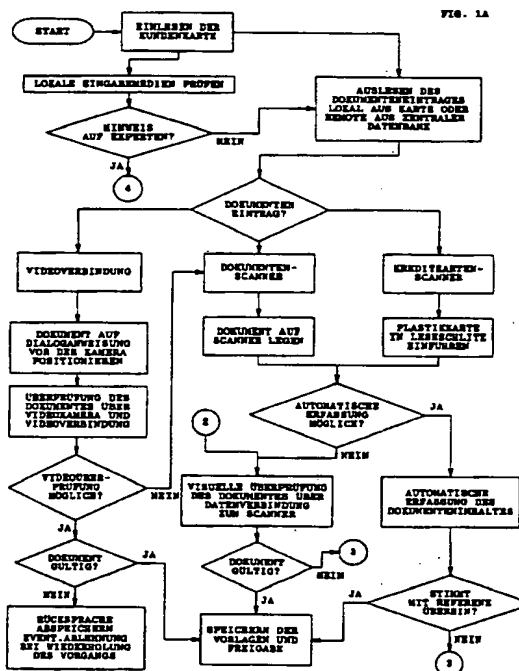 FIG. 1A
START
EINLESEN DER
KUNDENKARTE
LOKALE EINGABEMEDIEN PRÜFEN
AUSLESEN DES
DOKUMENTENEINTRAGES
LOKAL AUS KARTE ODER
REMOTE AUS ZENTRALER
DATENBANK
HINWEIS
AUF EXPERTEN?
NEIN
JA
4
DOKUMENTEN
EINTRAG?
VIDEOVERBINDUNG
DOKUMENTEN-
SCANNER
KREDITKARTEN-
SCANNER
DOKUMENT AUF
DIALOGANWEISUNG
VOR DER KAMERA
POSITIONIEREN
DOKUMENT AUF
SCANNER LEGEN
PLASTIKKARTE
IN LESESCHLITZ
EINFÜHREN
ÜBERPRÜFUNG DES
DOKUMENTES ÜBER
VIDEOKAMERA UND
VIDEOVERBINDUNG
AUTOMATISCHE
ERFASSUNG
MÖGLICH?
JA
NEIN
2
VIDEOÜBER-
PRÜFUNG
MÖGLICH?
NEIN
JA
VISUELLE ÜBERPRÜFUNG
DES DOKUMENTES ÜBER
DATENVERBINDUNG
ZUM SCANNER
AUTOMATISCHE
ERFASSUNG DES
DOKUMENTENINHALTES
DOKUMENT
GÜLTIG?
JA
NEIN
DOKUMENT
GÜLTIG?
NEIN
3
JA
STIMMT
MIT REFERENZ
ÜBEREIN?
JA
NEIN
3
RÜCKSPRACHE
ABSPEICHERN
EVENT.ABLEHNUNG
BEI WIEDERHOLUNG
DES VORGANGS
SPEICHERN DER
VORLAGEN UND
FREIGABE